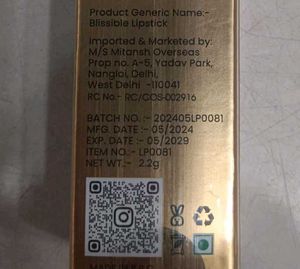 Product Generic Name:-
Blissible Lipstick
Imported & Marketed by:
M/S Mitansh Overseas
Prop no. A-5, Yadav Park,
Nangloi, Delhi,
West Delhi -110041
RC No.- RC/COS-002916
BATCH NO. : 202405LP0081
MFG. DATE : 05/2024
EXP. DATE : 05/2029
ITEM NO. : LP0081
NET WT.: 2.2g
MADE IN P.R.C